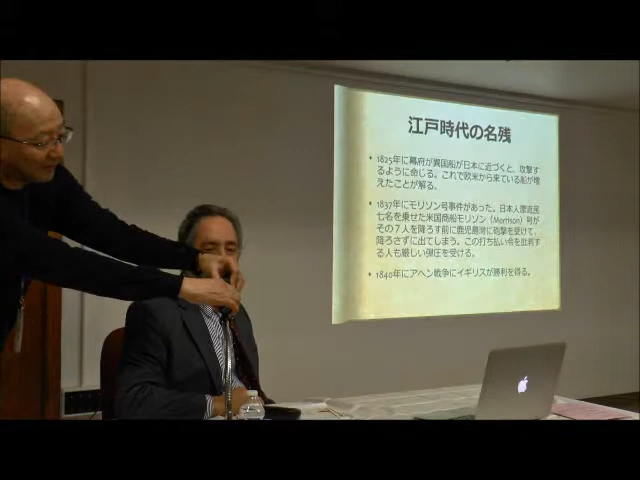 江戸時代の名残
• 1825年に幕府が異国船が日本に近づくと、攻撃す
るように命じる。これで欧米から来ている船が増
えたことが解る。
• 1837年にモリソン号事件があった。日本人漂流民
七名を乗せた米国商船モリソン（Morrison）号が
その7人を降ろす前に鹿児島湾に砲撃を受けて、
降ろさずに出てしまう。この打ち払い令を批判す
る人も厳しい弾圧を受ける。
• 1840年にアヘン戦争にイギリスが勝利を得る。